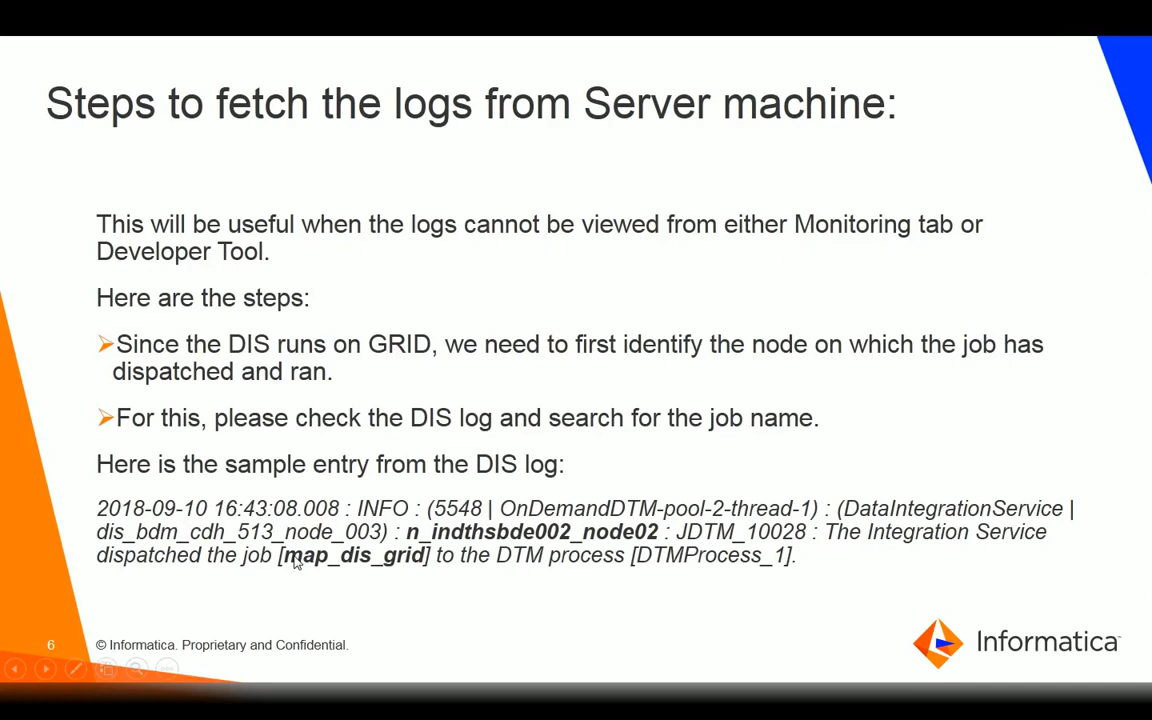 Steps to fetch the logs from Server machine:
This will be useful when the logs cannot be viewed from either Monitoring tab or
Developer Tool.
Here are the steps:
Since the DIS runs on GRID, we need to first identify the node on which the job has
dispatched and ran.
For this, please check the DIS log and search for the job name.
Here is the sample entry from the DIS log:
2018-09-10 16:43:08.008 : INFO : (5548 | OnDemandDTM-pool-2-thread-1) : (DataIntegrationService |
dis_bdm_cdh_513_node_003) : n_indthsbde002_node02 : JDTM_10028 : The Integration Service
dispatched the job [map_dis_grid] to the DTM process [DTMProcess_1].
6
© Informatica. Proprietary and Confidential.
Informatica